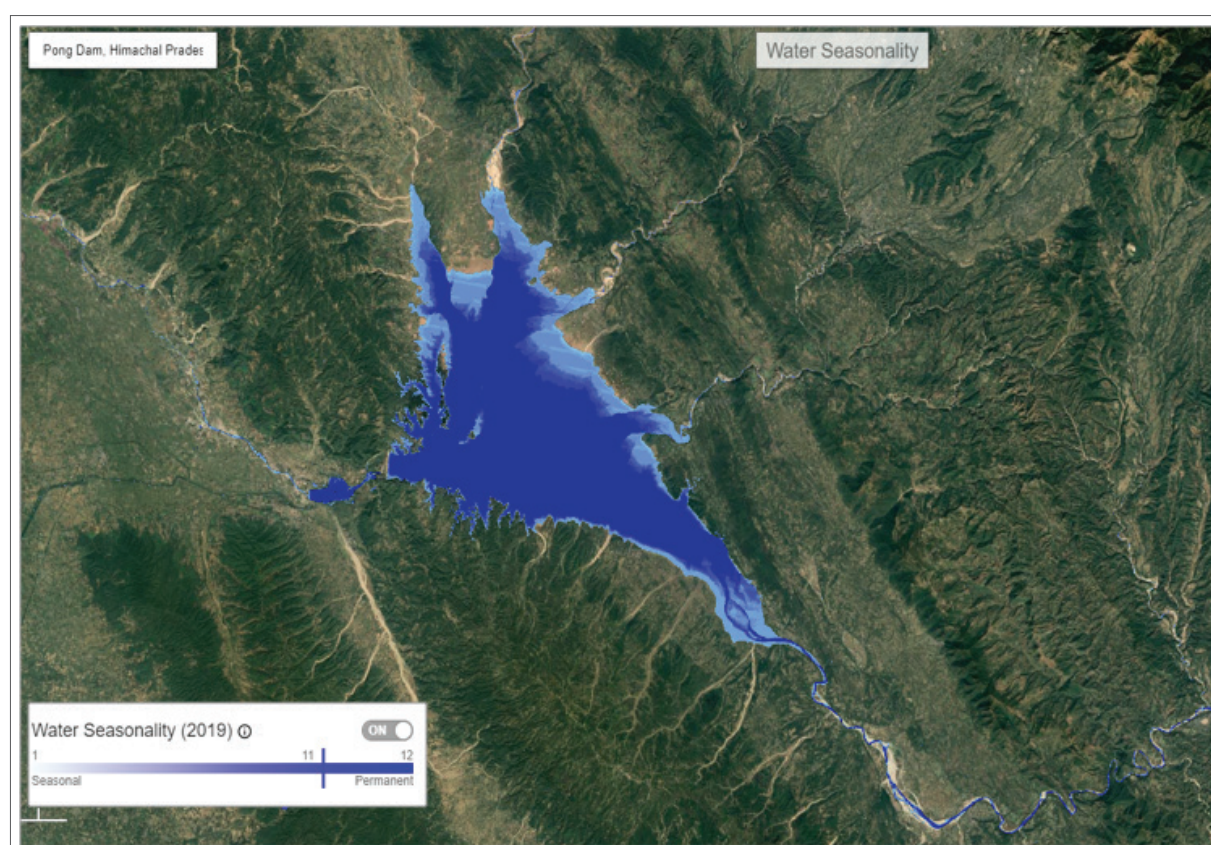 Pong Dam, Himachal Prades
Water Seasonality
Water Seasonality (2019)
ON
1 11 12
Seasonal Permanent